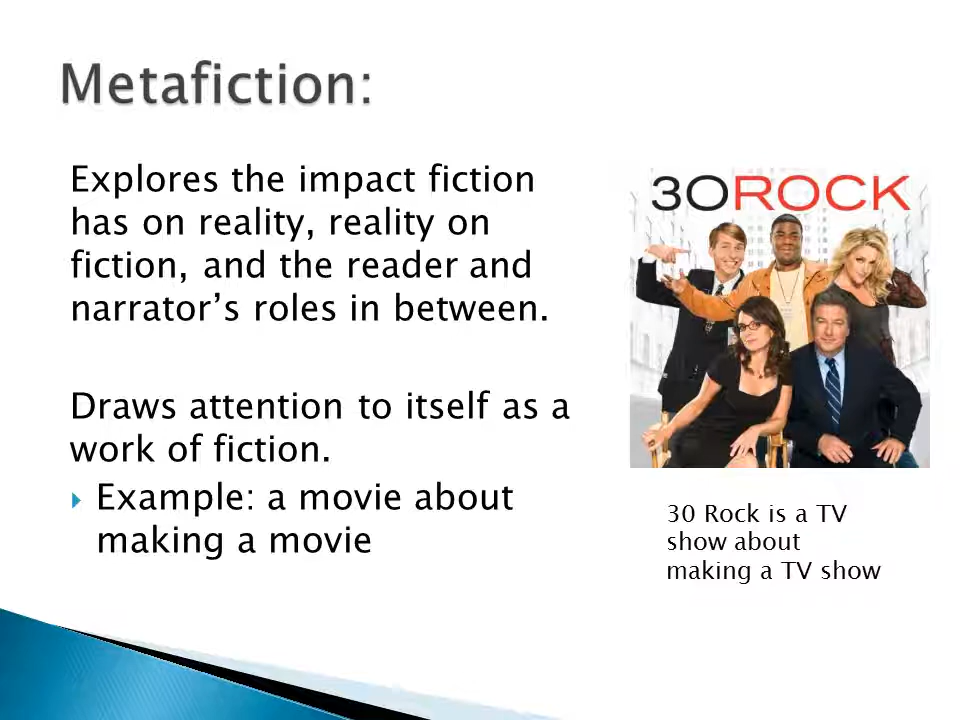 Metafiction:
Explores the impact fiction
has on reality, reality on
fiction, and the reader and
narrator’s roles in between.
Draws attention to itself as a
work of fiction.
Example: a movie about
making a movie
30ROCK
30 Rock is a TV
show about
making a TV show